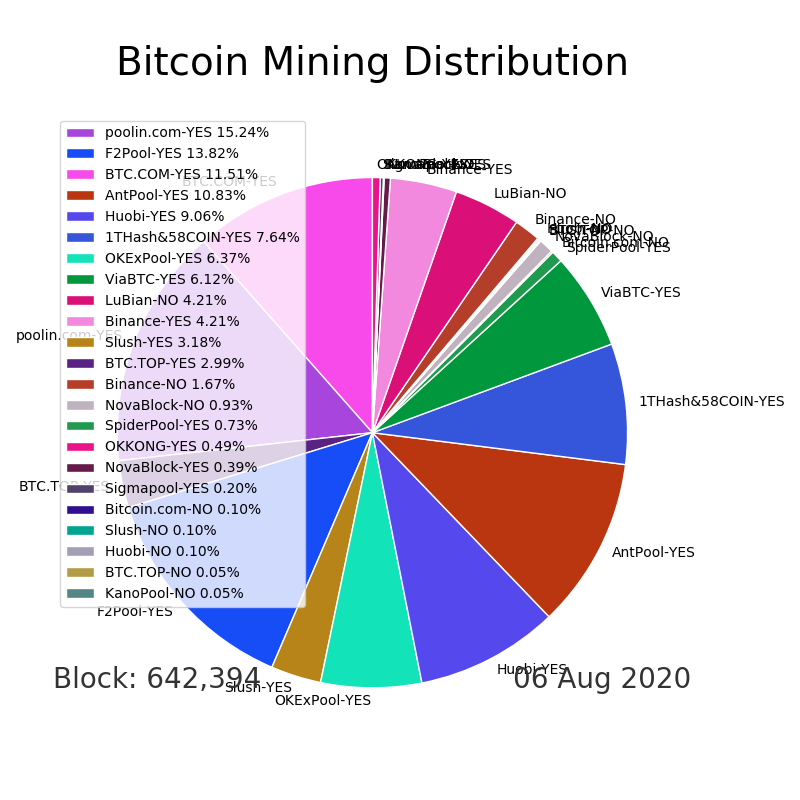 Bitcoin Mining Distribution
poolin.com-YES 15.24%
F2Pool-YES 13.82%
BTC.COM-YES 11.51%
AntPool-YES 10.83%
Huobi-YES 9.06%
1THash&58COIN-YES 7.64%
OKExPool-YES 6.37%
ViaBTC-YES 6.12%
LuBian-NO 4.21%
Binance-YES 4.21%
Slush-YES 3.18%
BTC.TOP-YES 2.99%
Binance-NO 1.67%
NovaBlock-NO 0.93%
SpiderPool-YES 0.73%
OKKONG-YES 0.49%
NovaBlock-YES 0.39%
Sigmapool-YES 0.20%
Bitcoin.com-NO 0.10%
Slush-NO 0.10%
Huobi-NO 0.10%
BTC.TOP-NO 0.05%
KanoPool-NO 0.05%
Binance-YES
LuBian-NO
Binance-NO
NovaBlock-NO
Bitcoin.com-NO
SpiderPool-YES
ViaBTC-YES
1THash&58COIN-YES
AntPool-YES
Huobi-YES
OKExPool-YES
Slush-YES
F2Pool-YES
BTC.TOP-YES
poolin.com-YES
BTC.COM-YES
Block: 642,394
06 Aug 2020